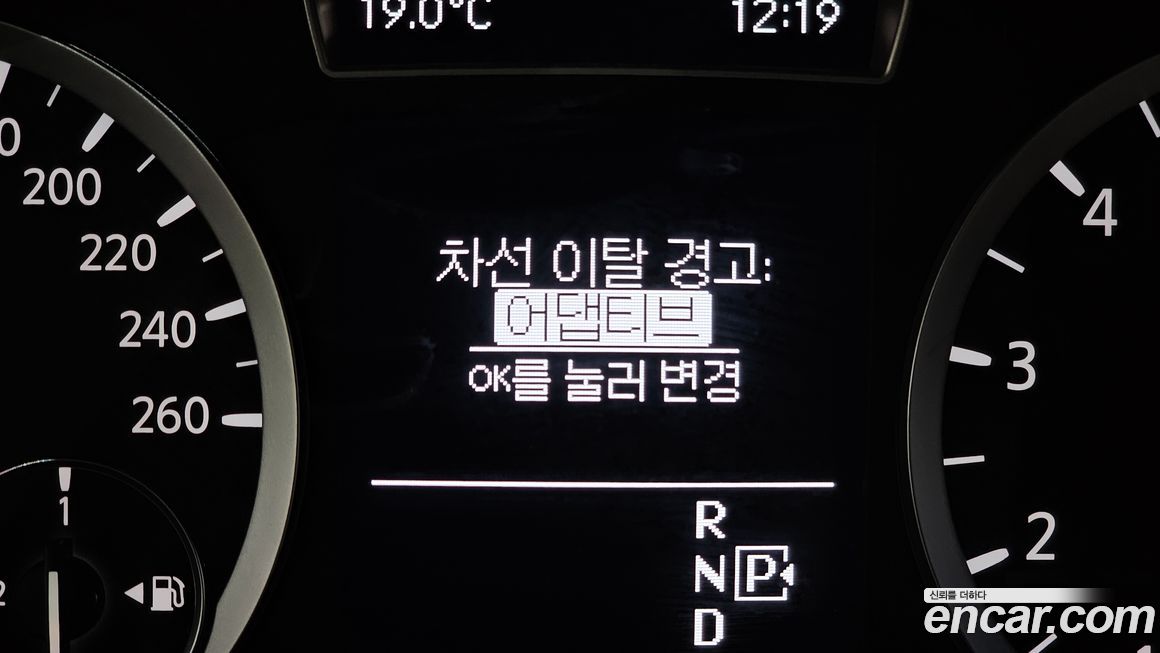 19.0°C 12:19
200
220
240
260
1
차선 이탈 경고:
어댑티브
OK를 눌러 변경
R
N P
D
4
3
2
신뢰를 더하다
encar.com